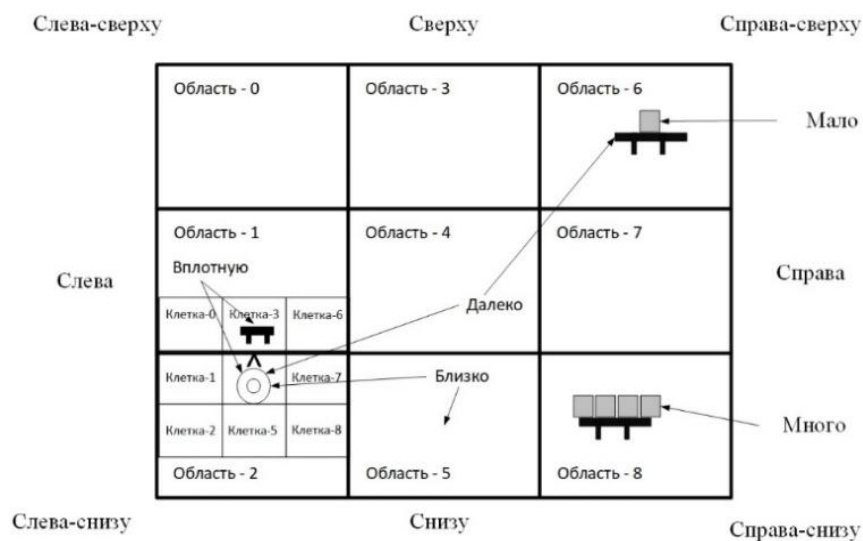 Слева-сверху
Сверху
Справа-сверху
Область - 0
Область - 3
Область - 6
Мало
Область - 1
Область - 4
Область - 7
Вплотную
Слева
Справа
Клетка-0
Клетка-3
Клетка-6
Далеко
Клетка-1
Клетка-7
Близко
Клетка-2
Клетка-5
Клетка-8
Много
Область - 2
Область - 5
Область - 8
Слева-снизу
Снизу
Справа-снизу